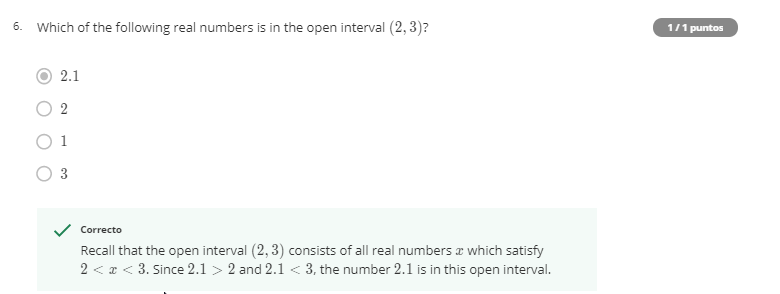 6. Which of the following real numbers is in the open interval (2, 3)? 1 / 1 puntos
2.1
2
1
3
Correcto
Recall that the open interval (2, 3) consists of all real numbers x which satisfy
2 < x < 3. Since 2.1 > 2 and 2.1 < 3, the number 2.1 is in this open interval.